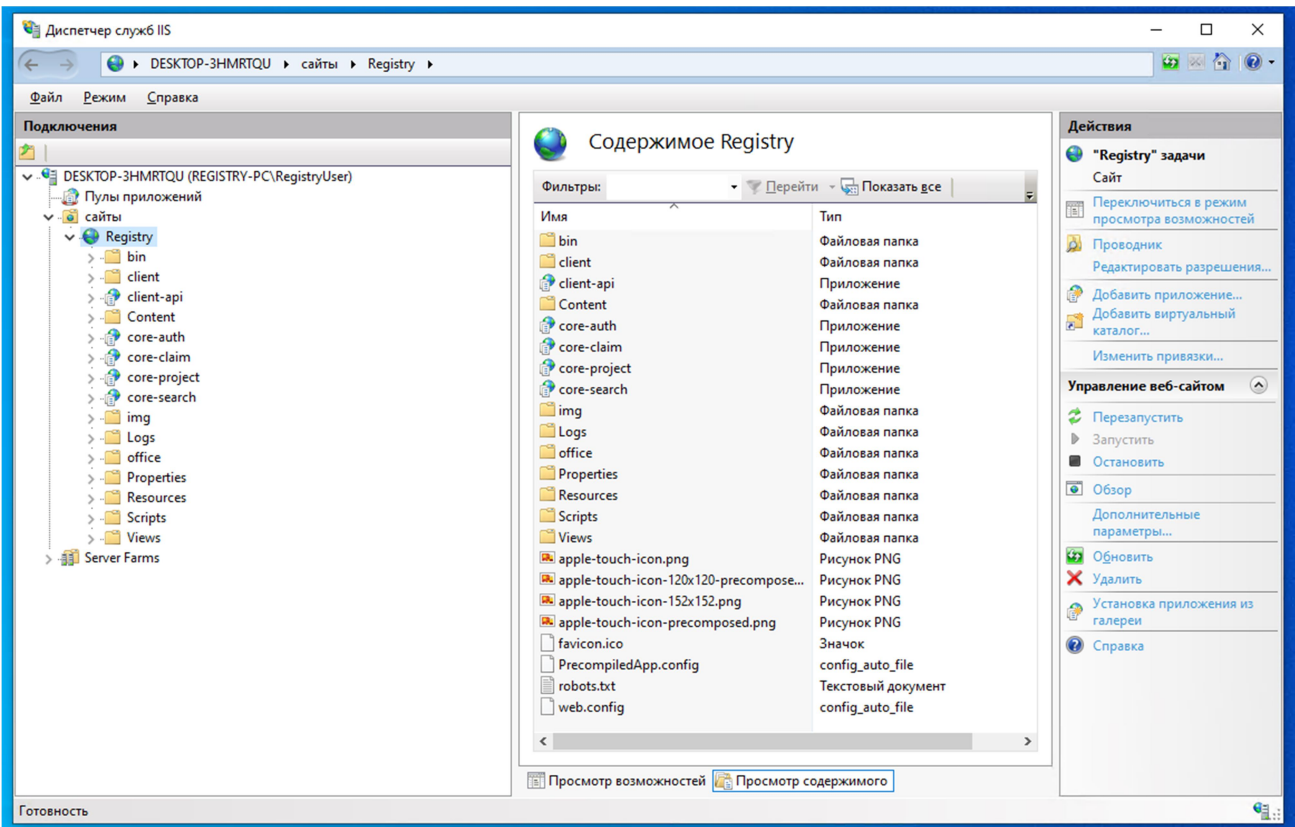 Диспетчер служб IIS
DESKTOP-3HMRTQU сайты Registry
Файл Режим Справка
Подключения
DESKTOP-3HMRTQU (REGISTRY-PC\RegistryUser)
Пулы приложений
сайты
Registry
bin
client
client-api
Content
core-auth
core-claim
core-project
core-search
img
Logs
office
Properties
Resources
Scripts
Views
Server Farms
Содержимое Registry
Фильтры: Перейти Показать все
Имя Тип
bin Файловая папка
client Файловая папка
client-api Приложение
Content Файловая папка
core-auth Приложение
core-claim Приложение
core-project Приложение
core-search Приложение
img Файловая папка
Logs Файловая папка
office Файловая папка
Properties Файловая папка
Resources Файловая папка
Scripts Файловая папка
Views Файловая папка
apple-touch-icon.png Рисунок PNG
apple-touch-icon-120x120-precompose... Рисунок PNG
apple-touch-icon-152x152.png Рисунок PNG
apple-touch-icon-precomposed.png Рисунок PNG
favicon.ico Значок
PrecompiledApp.config config_auto_file
robots.txt Текстовый документ
web.config config_auto_file
Просмотр возможностей Просмотр содержимого
Действия
"Registry" задачи
Сайт
Переключиться в режим
просмотра возможностей
Проводник
Редактировать разрешения...
Добавить приложение...
Добавить виртуальный
каталог...
Изменить привязки...
Управление веб-сайтом
Перезапустить
Запустить
Остановить
Обзор
Дополнительные
параметры...
Обновить
Удалить
Установка приложения из
галереи
Справка
Готовность